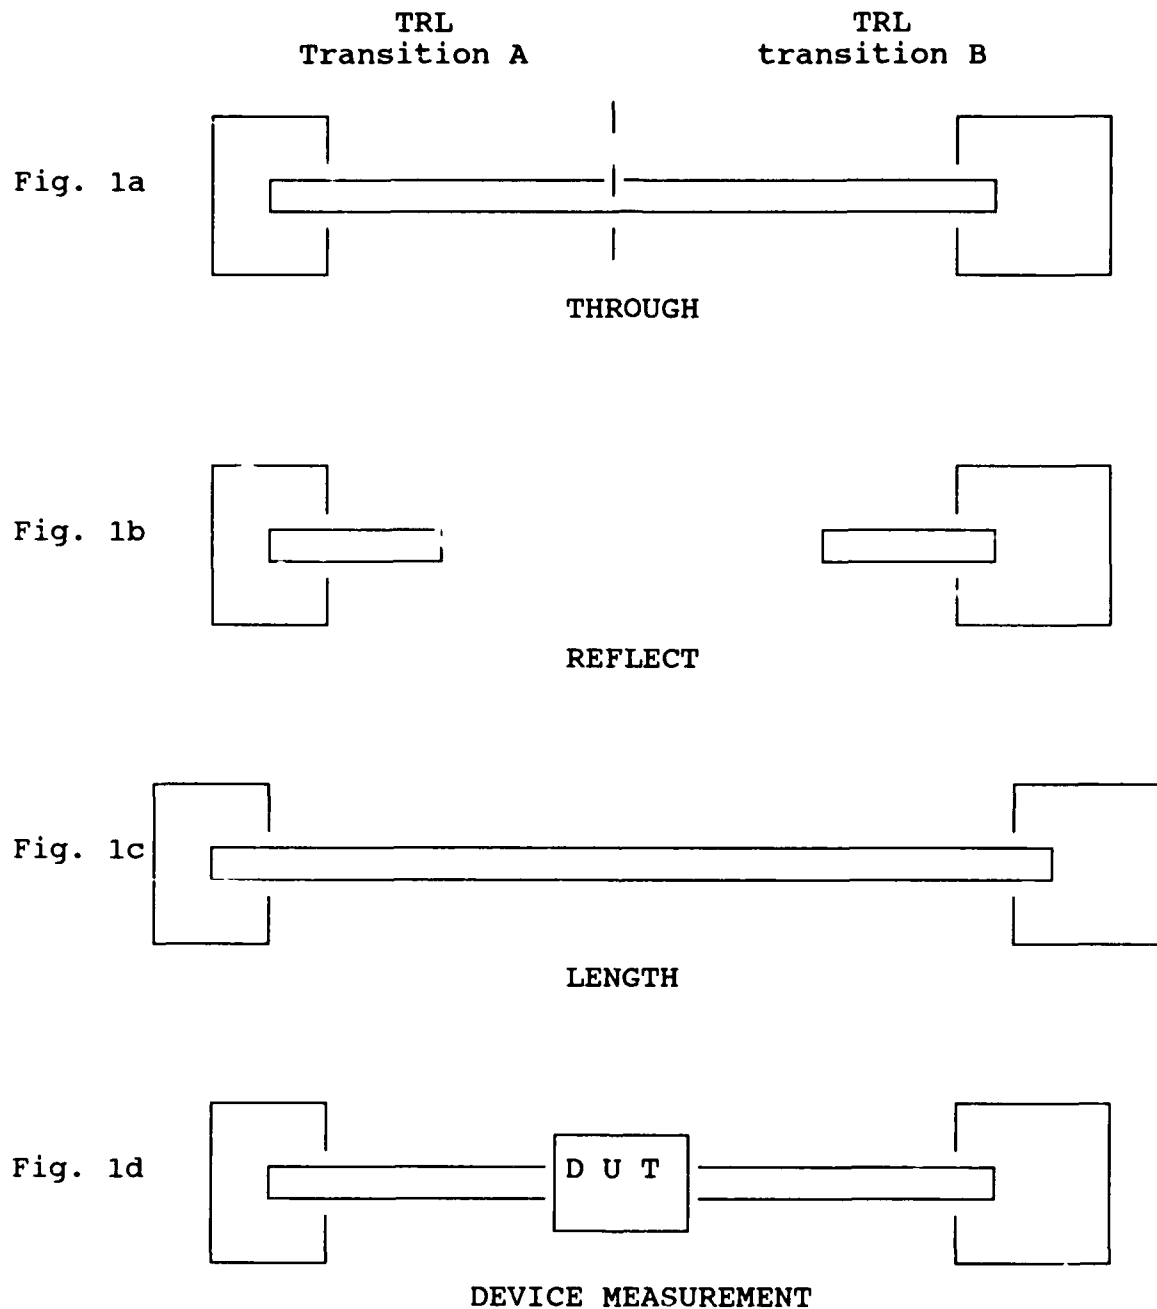 TRL TRL
Transition A transition B
Fig. 1a
THROUGH
Fig. 1b
REFLECT
Fig. 1c
LENGTH
Fig. 1d
D U T
DEVICE MEASUREMENT